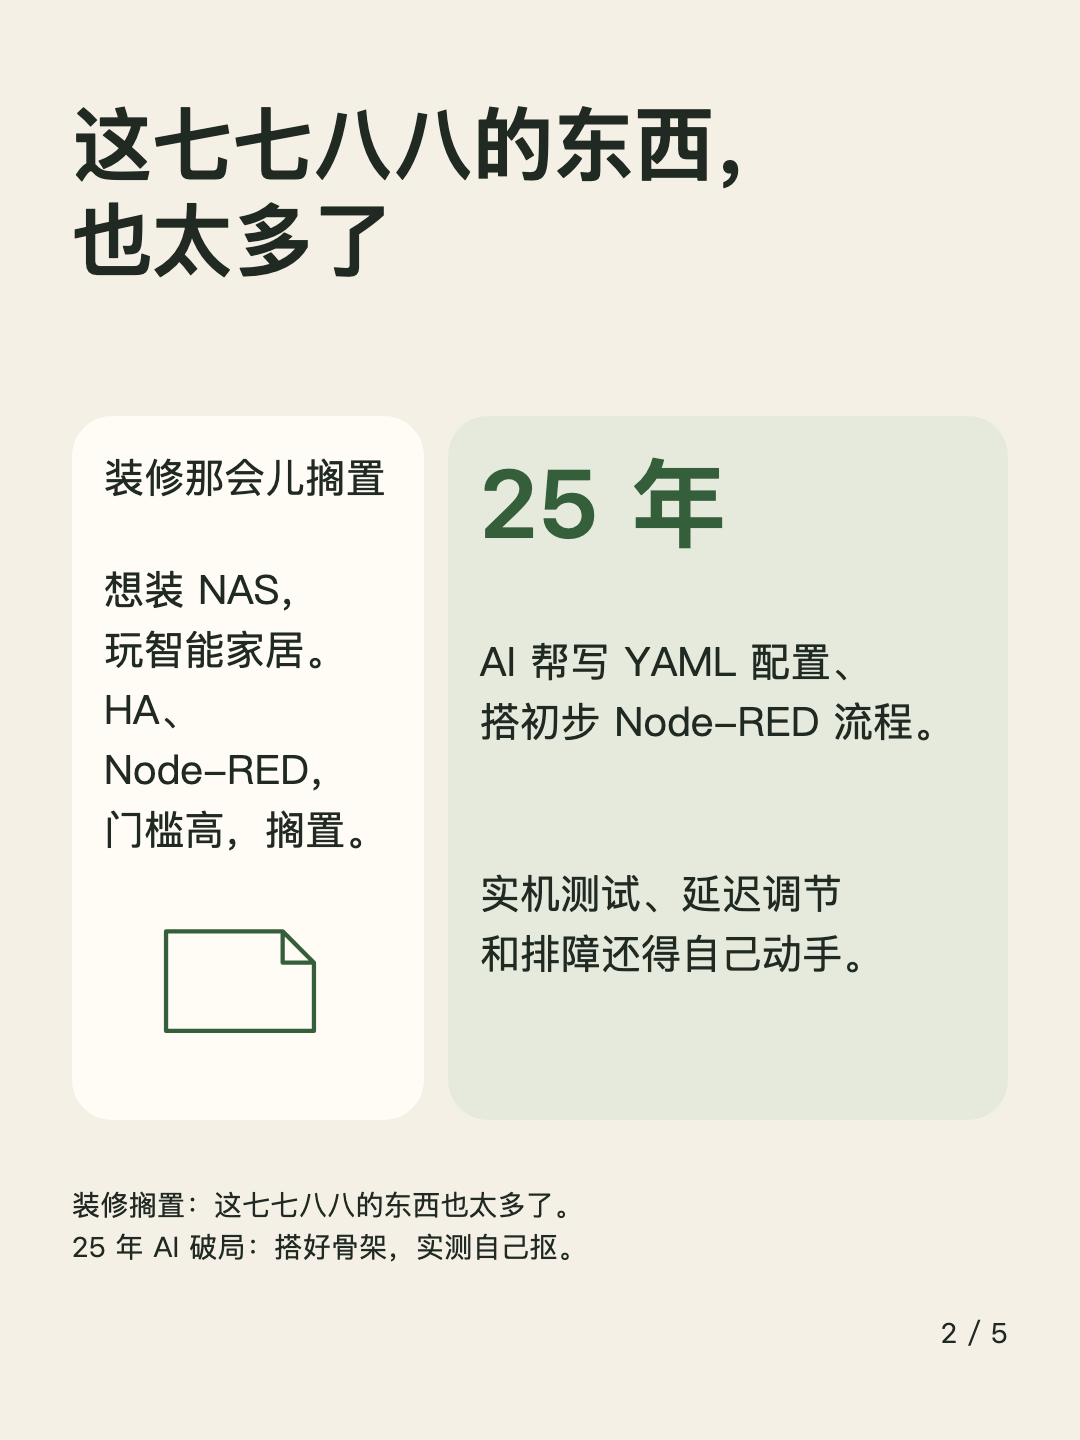 这七七八八的东西，
也太多了
装修那会儿搁置
想装 NAS，
玩智能家居。
HA、
Node-RED，
门槛高，搁置。
25 年
AI 帮写 YAML 配置、
搭初步 Node-RED 流程。
实机测试、延迟调节
和排障还得自己动手。
装修搁置：这七七八八的东西也太多了。
25 年 AI 破局：搭好骨架，实测自己抠。
2 / 5